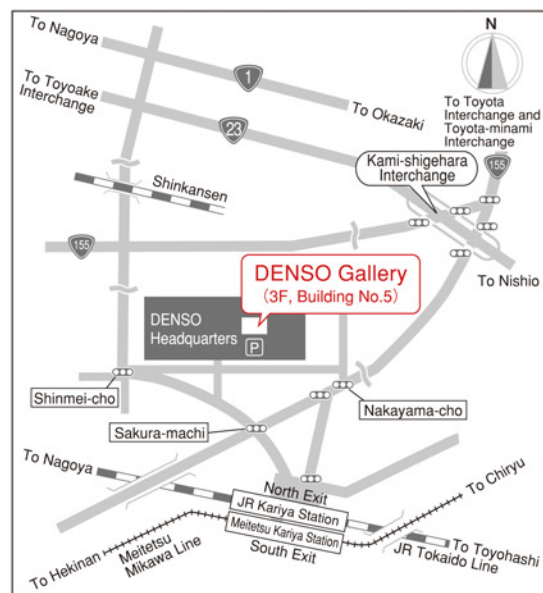 To Nagoya
1
To Okazaki
N
To Toyoake
Interchange
23
To Toyota
Interchange and
Toyota-minami
Interchange
Kami-shigehara
Interchange
155
Shinkansen
155
To Nishio
DENSO Gallery
(3F, Building No.5)
DENSO
Headquarters
P
Shinmei-cho
Nakayama-cho
Sakura-machi
To Nagoya
North Exit
JR Kariya Station
Meitetsu Kariya Station
South Exit
To Chiryu
To Toyohashi
JR Tokaido Line
To Hekinan
Meitetsu
Mikawa Line